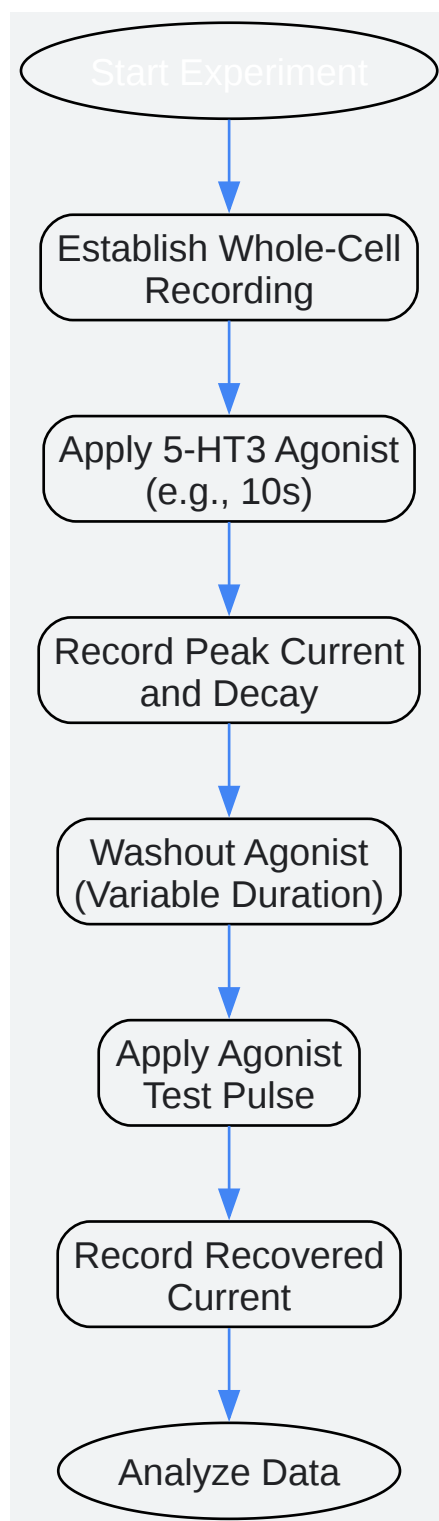 Start Experiment
Establish Whole-Cell
Recording
Apply 5-HT3 Agonist
(e.g., 10s)
Record Peak Current
and Decay
Washout Agonist
(Variable Duration)
Apply Agonist
Test Pulse
Record Recovered
Current
Analyze Data